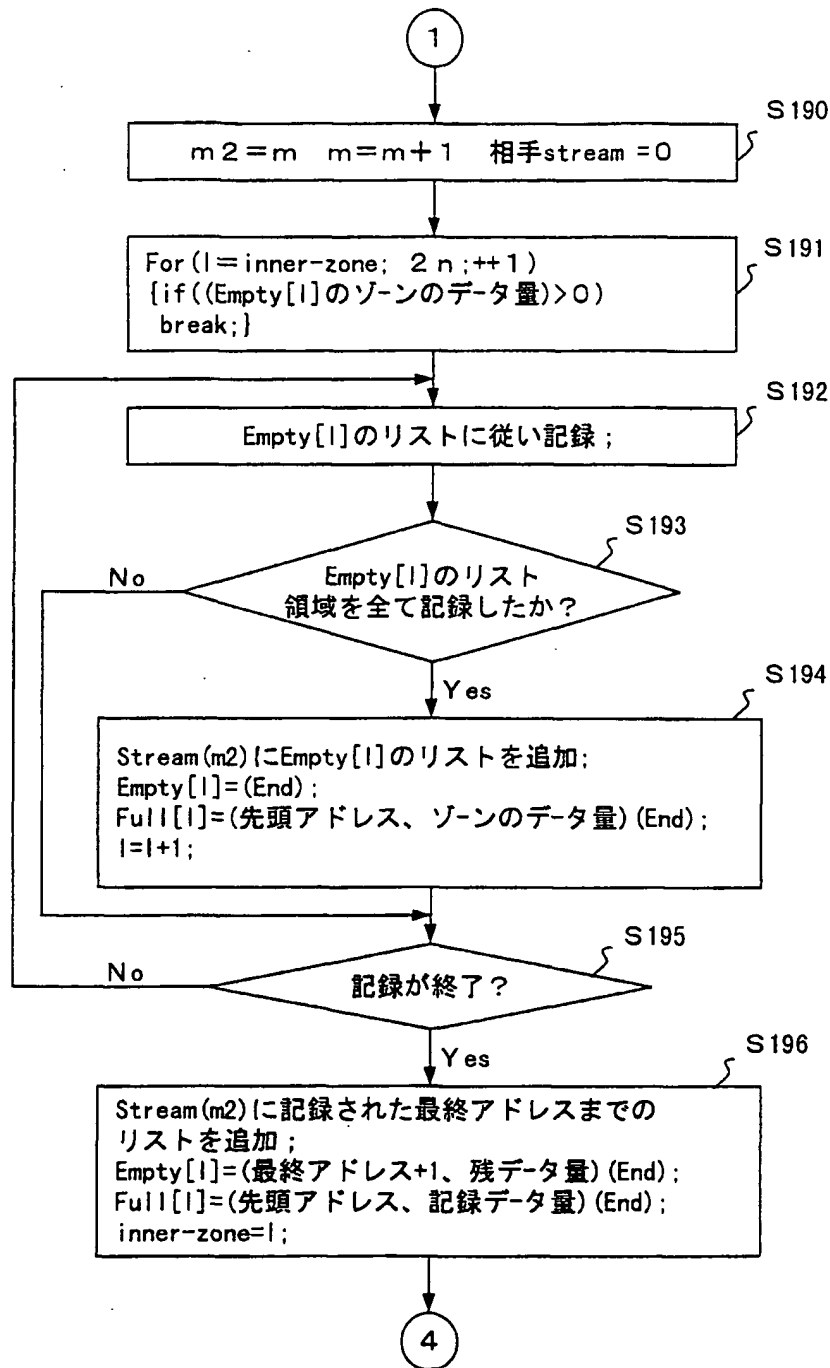 1
S190
m2=m m=m+1 相手stream =0
S191
For(l=inner-zone; 2n;++1)
{if((Empty[l]のゾーンのデータ量)>0)
break;}
S192
Empty[l]のリストに従い記録;
S193
No
Empty[l]のリスト
領域を全て記録したか?
Yes
S194
Stream(m2)にEmpty[l]のリストを追加;
Empty[l]=(End);
Full[l]=(先頭アドレス、ゾーンのデータ量)(End);
l=l+1;
S195
No
記録が終了?
Yes
S196
Stream(m2)に記録された最終アドレスまでの
リストを追加;
Empty[l]=(最終アドレス+1、残データ量)(End);
Full[l]=(先頭アドレス、記録データ量)(End);
inner-zone=l;
4